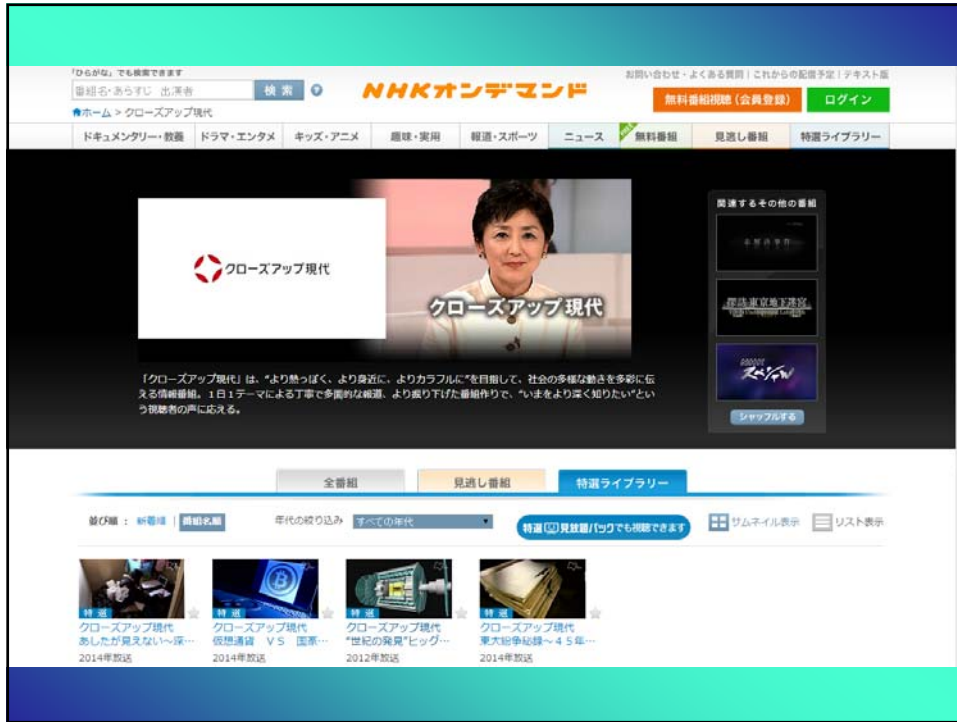 「ひらがな」でも検索できます
お問い合わせ・よくある質問｜これからの配信予定｜テキスト版
番組名・あらすじ 出演者
検 索
?
NHKオンデマンド
無料番組視聴（会員登録）
ログイン
ホーム > クローズアップ現代
ドキュメンタリー・教養
ドラマ・エンタメ
キッズ・アニメ
趣味・実用
報道・スポーツ
ニュース
無料番組
見逃し番組
特選ライブラリー
クローズアップ現代
クローズアップ現代
関連するその他の番組
未解決事件
スペシャル
シャッフルする
「クローズアップ現代」は、“より熱っぽく、より身近に、よりカラフルに”を目指して、社会の多様な動きを多彩に伝
える情報番組。１日１テーマによる丁寧で多面的な報道、より掘り下げた番組作りで、“いまをより深く知りたい”とい
う視聴者の声に応える。
全番組
見逃し番組
特選ライブラリー
並び順 ： 新着順 | 番組名順
年代の絞り込み
すべての年代
特選見放題パックでも視聴できます
サムネイル表示
リスト表示
特選
特選
特選
特選
クローズアップ現代
あしたが見えない～深…
2014年放送
クローズアップ現代
仮想通貨 ＶＳ 国家…
2014年放送
クローズアップ現代
“世紀の発見”ヒッグ…
2012年放送
クローズアップ現代
東大紛争秘録～４５年…
2014年放送